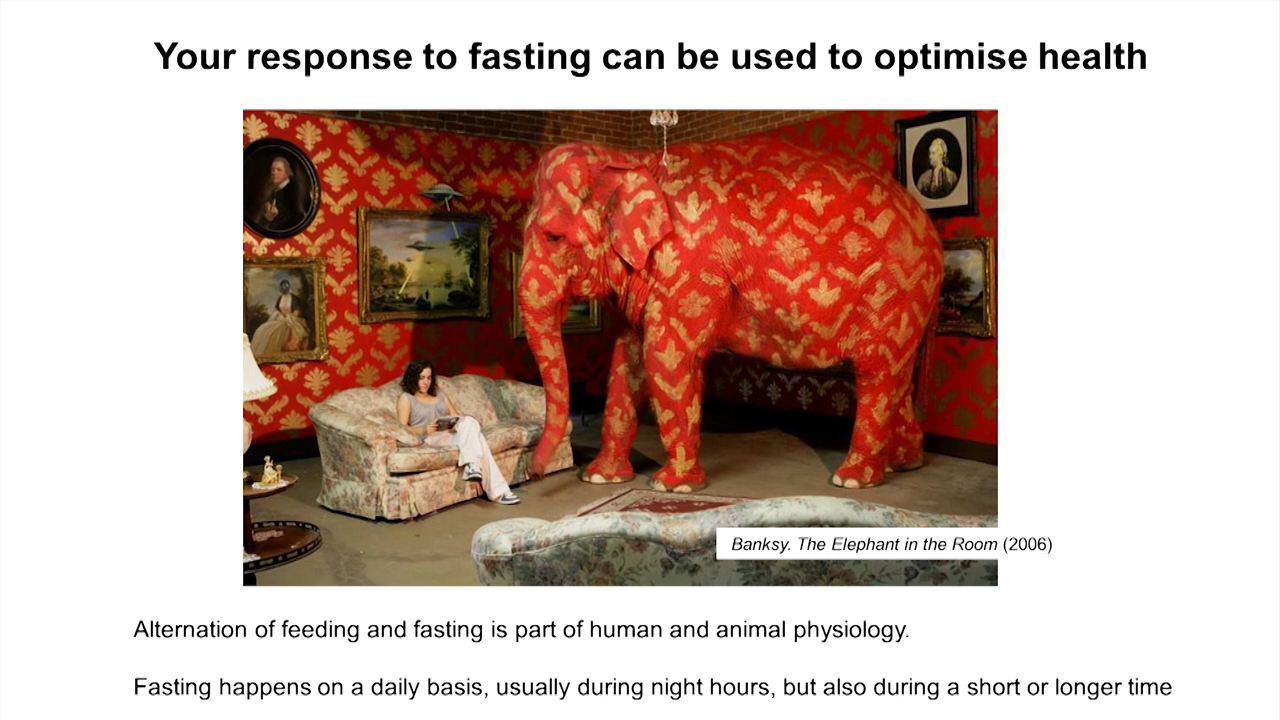 Your response to fasting can be used to optimise health
Banksy. The Elephant in the Room (2006)
Alternation of feeding and fasting is part of human and animal physiology.
Fasting happens on a daily basis, usually during night hours, but also during a short or longer time